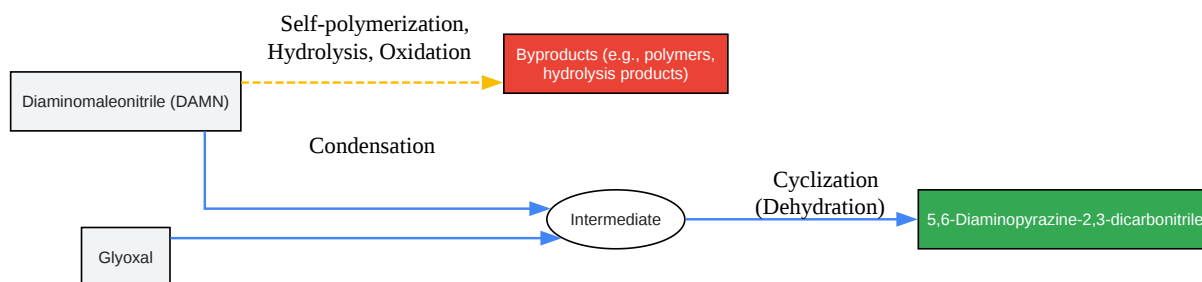 Self-polymerization,
Hydrolysis, Oxidation
Byproducts (e.g., polymers,
hydrolysis products)
Diaminomaleonitrile (DAMN)
Condensation
Cyclization
(Dehydration)
Intermediate
5,6-Diaminopyrazine-2,3-dicarbonitrile
Glyoxal